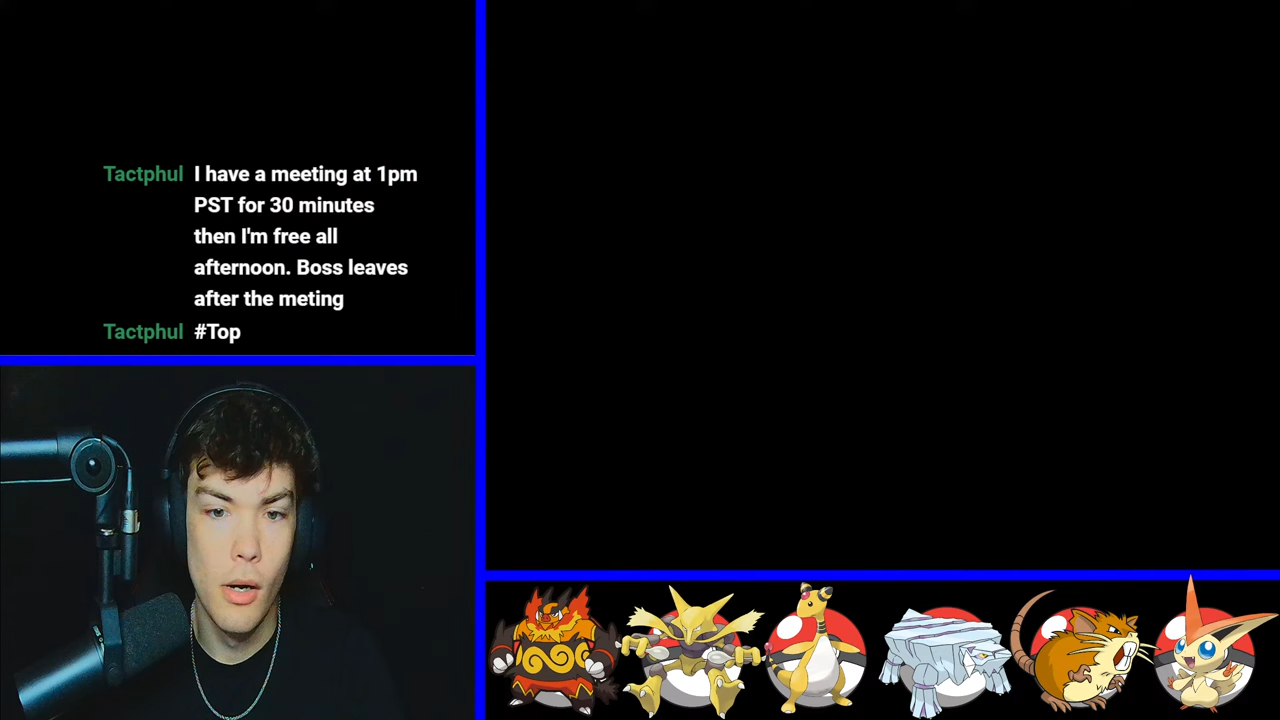 Tactphul I have a meeting at 1pm
PST for 30 minutes
then I'm free all
afternoon. Boss leaves
after the meting
Tactphul #Top